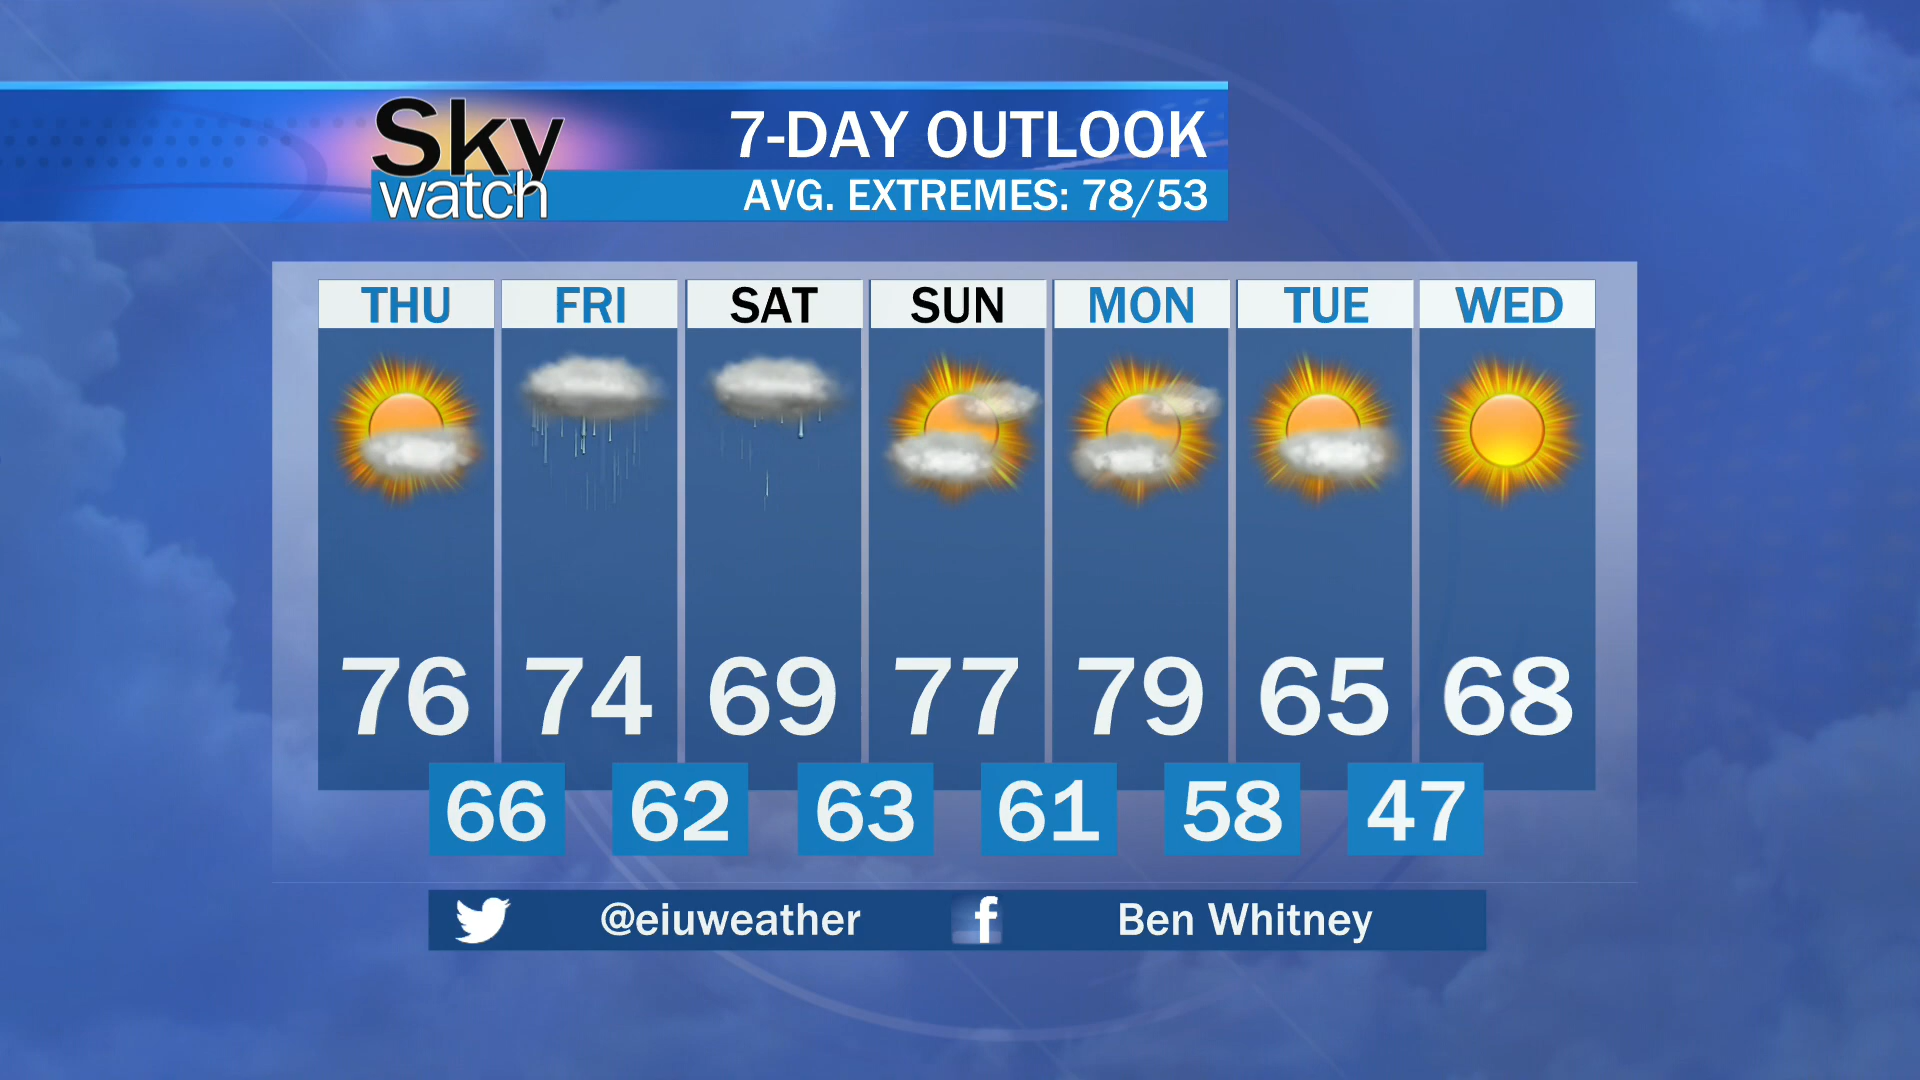 Sky
watch
7-DAY OUTLOOK
AVG. EXTREMES: 78/53
THU FRI SAT SUN MON TUE WED
76 74 69 77 79 65 68
66 62 63 61 58 47
@eiuweather f Ben Whitney